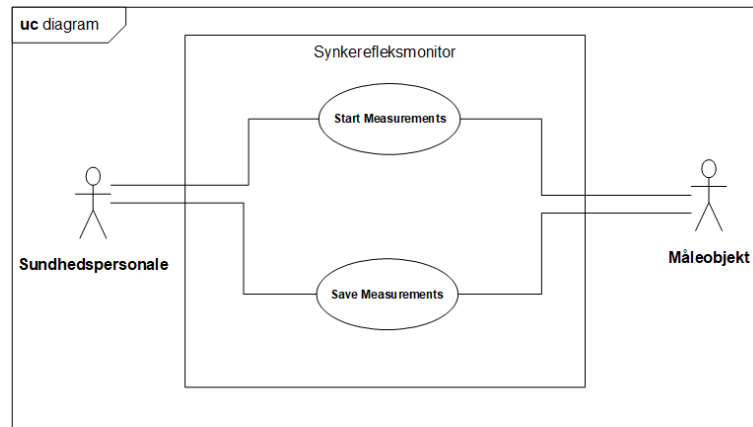 uc diagram
Synkerefleksmonitor
Start Measurements
Sundhedspersonale
Måleobjekt
Save Measurements